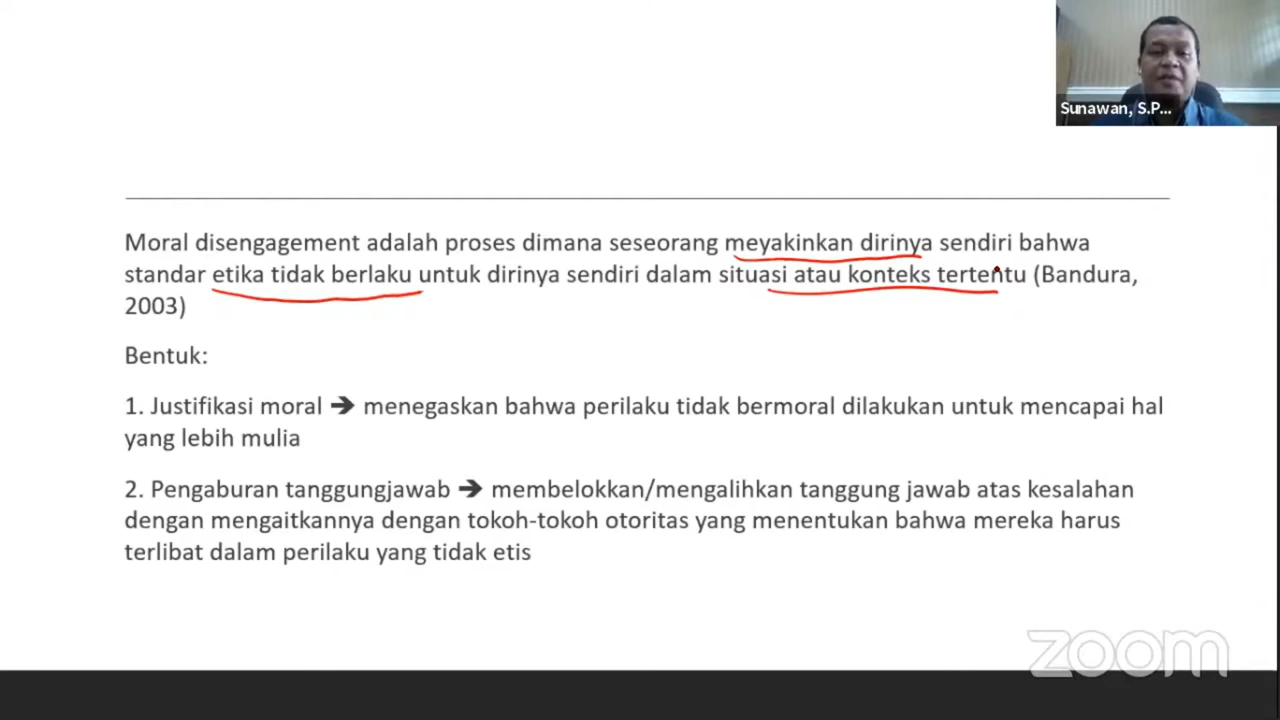 Sunawan, S.P...
Moral disengagement adalah proses dimana seseorang meyakinkan dirinya sendiri bahwa
standar etika tidak berlaku untuk dirinya sendiri dalam situasi atau konteks tertentu (Bandura,
2003)
Bentuk:
1. Justifikasi moral ➔ menegaskan bahwa perilaku tidak bermoral dilakukan untuk mencapai hal
yang lebih mulia
2. Pengaburan tanggungjawab ➔ membelokkan/mengalihkan tanggung jawab atas kesalahan
dengan mengaitkannya dengan tokoh-tokoh otoritas yang menentukan bahwa mereka harus
terlibat dalam perilaku yang tidak etis
zoom